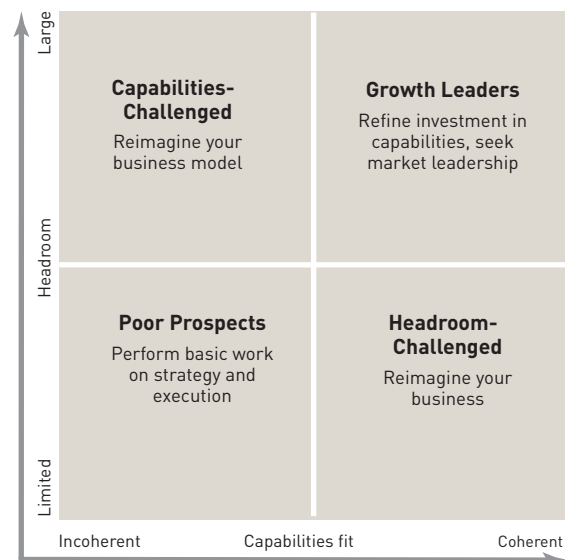 Large
Capabilities-
Challenged
Reimagine your
business model
Growth Leaders
Refine investment in
capabilities, seek
market leadership
Headroom
Poor Prospects
Perform basic work
on strategy and
execution
Headroom-
Challenged
Reimagine your
business
Limited
Incoherent
Capabilities fit
Coherent